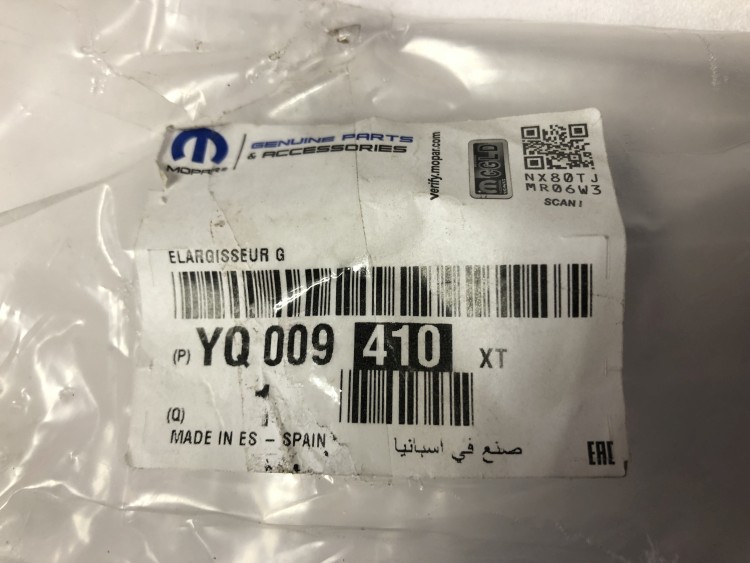 MOPAR®
GENUINE PARTS
& ACCESSORIES
verify.mopar.com
NX80TJ
MR06W3
SCAN!
ELARGISSEUR G
(P) YQ 009 410 XT
(Q)
MADE IN ES – SPAIN
صنع في اسبانيا
EAC